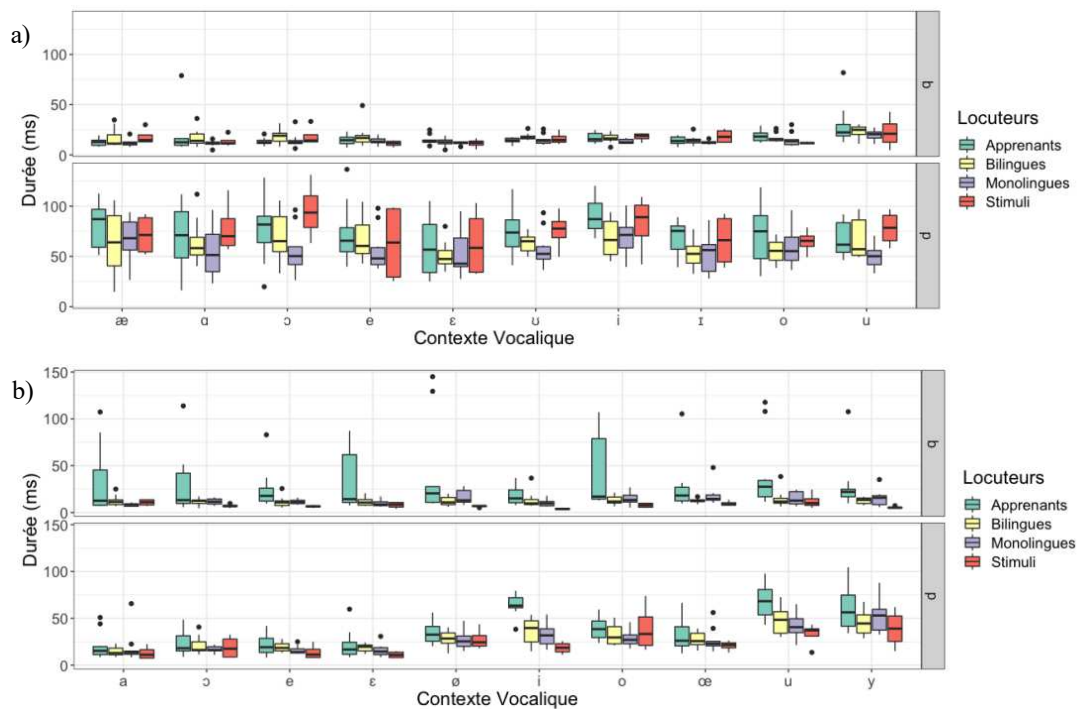 a)
Durée (ms)
100
50
0
b
100
50
0
p
æ ɑ ɔ e ɛ ʊ i ɪ o u
Contexte Vocalique
Locuteurs
Apprenants
Bilingues
Monolingues
Stimuli
b)
Durée (ms)
150
100
50
0
b
150
100
50
0
p
a ɔ e ɛ ø i o œ u y
Contexte Vocalique
Locuteurs
Apprenants
Bilingues
Monolingues
Stimuli